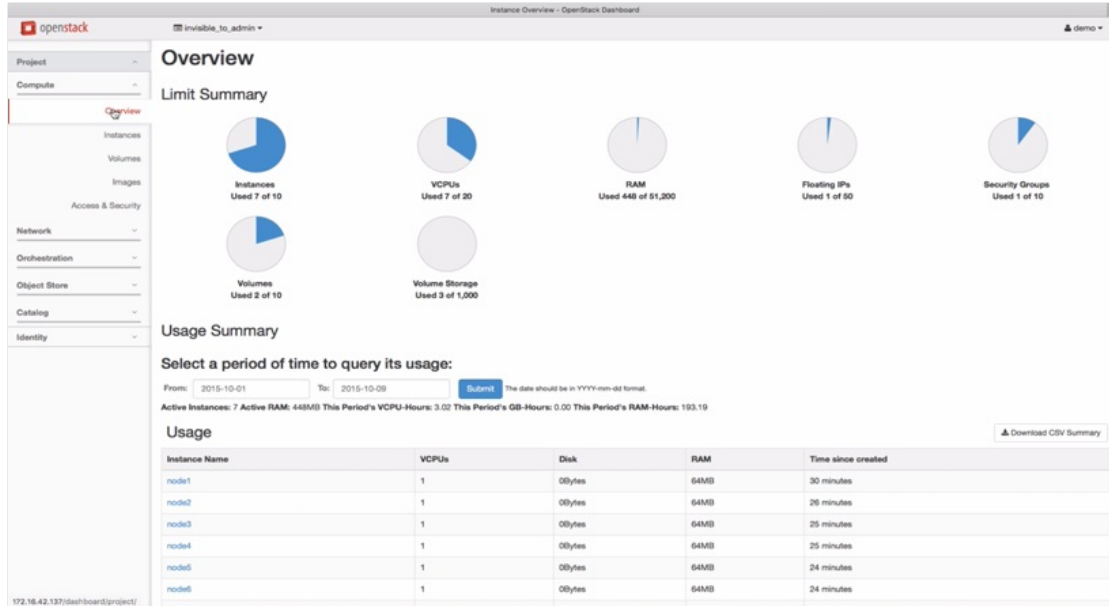 Instance Overview - OpenStack Dashboard
openstack
invisible_to_admin
demo
Project
Compute
Overview
Instances
Volumes
Images
Access & Security
Network
Orchestration
Object Store
Catalog
Identity
Overview
Limit Summary
Instances
Used 7 of 10
VCPUs
Used 7 of 20
RAM
Used 448 of 51,200
Floating IPs
Used 1 of 50
Security Groups
Used 1 of 10
Volumes
Used 2 of 10
Volume Storage
Used 3 of 1,000
Usage Summary
Select a period of time to query its usage:
From: 2015-10-01 To: 2015-10-09 Submit The date should be in YYYY-mm-dd format.
Active Instances: 7 Active RAM: 448MB This Period's VCPU-Hours: 3.02 This Period's GB-Hours: 0.00 This Period's RAM-Hours: 193.19
Usage
Download CSV Summary
Instance Name VCPUs Disk RAM Time since created
node1 1 0Bytes 64MB 30 minutes
node2 1 0Bytes 64MB 26 minutes
node3 1 0Bytes 64MB 25 minutes
node4 1 0Bytes 64MB 25 minutes
node5 1 0Bytes 64MB 24 minutes
node6 1 0Bytes 64MB 24 minutes
172.16.42.137/dashboard/project/